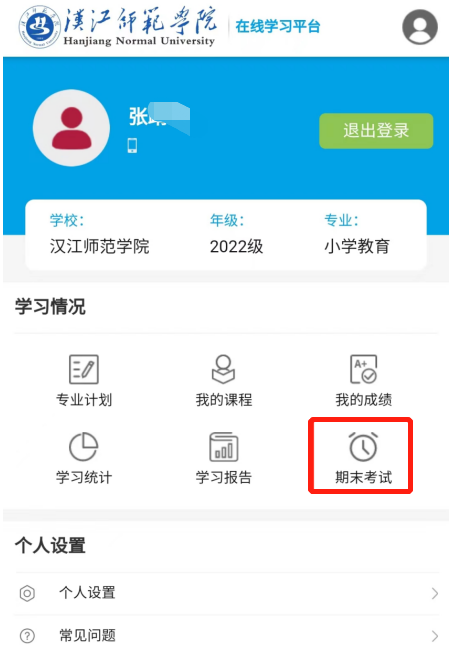 漢江师範學院 在线学习平台
Hanjiang Normal University
张
退出登录
学校： 年级： 专业：
汉江师范学院 2022级 小学教育
学习情况
专业计划 我的课程 A+ 我的成绩
学习统计 学习报告 期末考试
个人设置
个人设置
常见问题